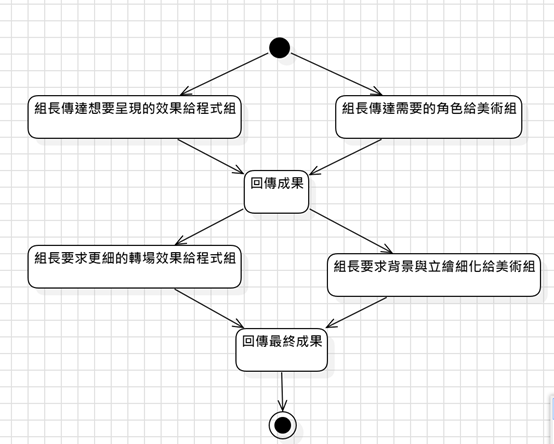 組長傳達想要呈現的效果給程式組
組長傳達需要的角色給美術組
回傳成果
組長要求更細的轉場效果給程式組
組長要求背景與立繪細化給美術組
回傳最終成果